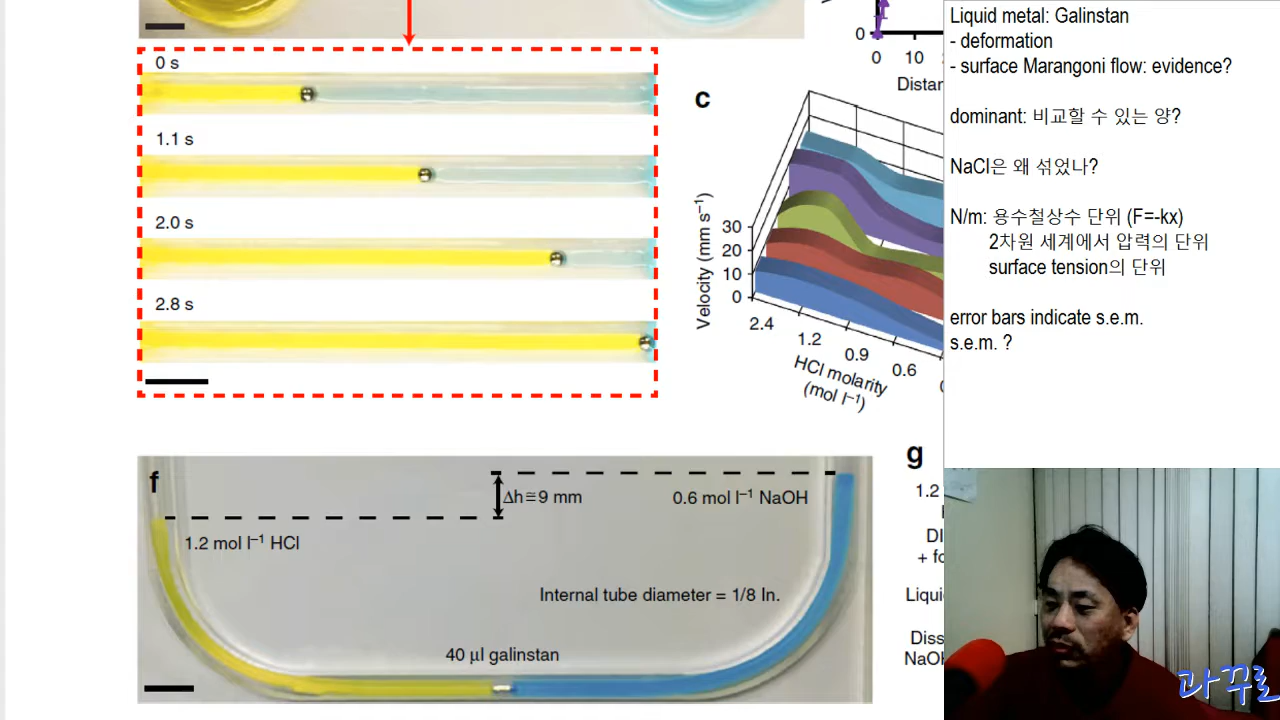 0 s
1.1 s
2.0 s
2.8 s
0
0 10
Distar
c
Velocity (mm s⁻¹)
30
20
10
0
2.4
1.2
0.9
0.6
HCl molarity
(mol l⁻¹)
f
Δh≅9 mm
0.6 mol l⁻¹ NaOH
1.2 mol l⁻¹ HCl
Internal tube diameter = 1/8 In.
40 µl galinstan
g
1.2
DI
+ fo
Liqui
Diss
NaOH
Liquid metal: Galinstan
- deformation
- surface Marangoni flow: evidence?
dominant: 비교할 수 있는 양?
NaCl은 왜 섞었나?
N/m: 용수철상수 단위 (F=-kx)
2차원 세계에서 압력의 단위
surface tension의 단위
error bars indicate s.e.m.
s.e.m. ?
과꾸로